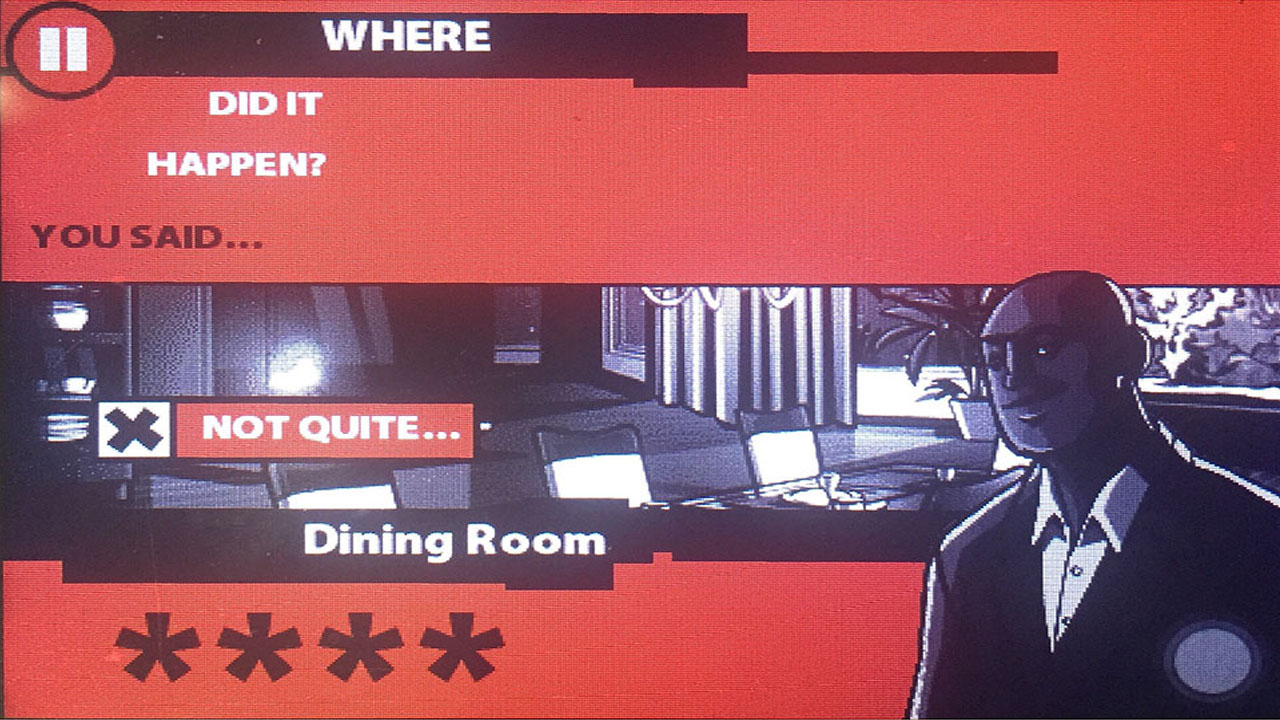 WHERE
DID IT
HAPPEN?
YOU SAID...
NOT QUITE...
Dining Room
****